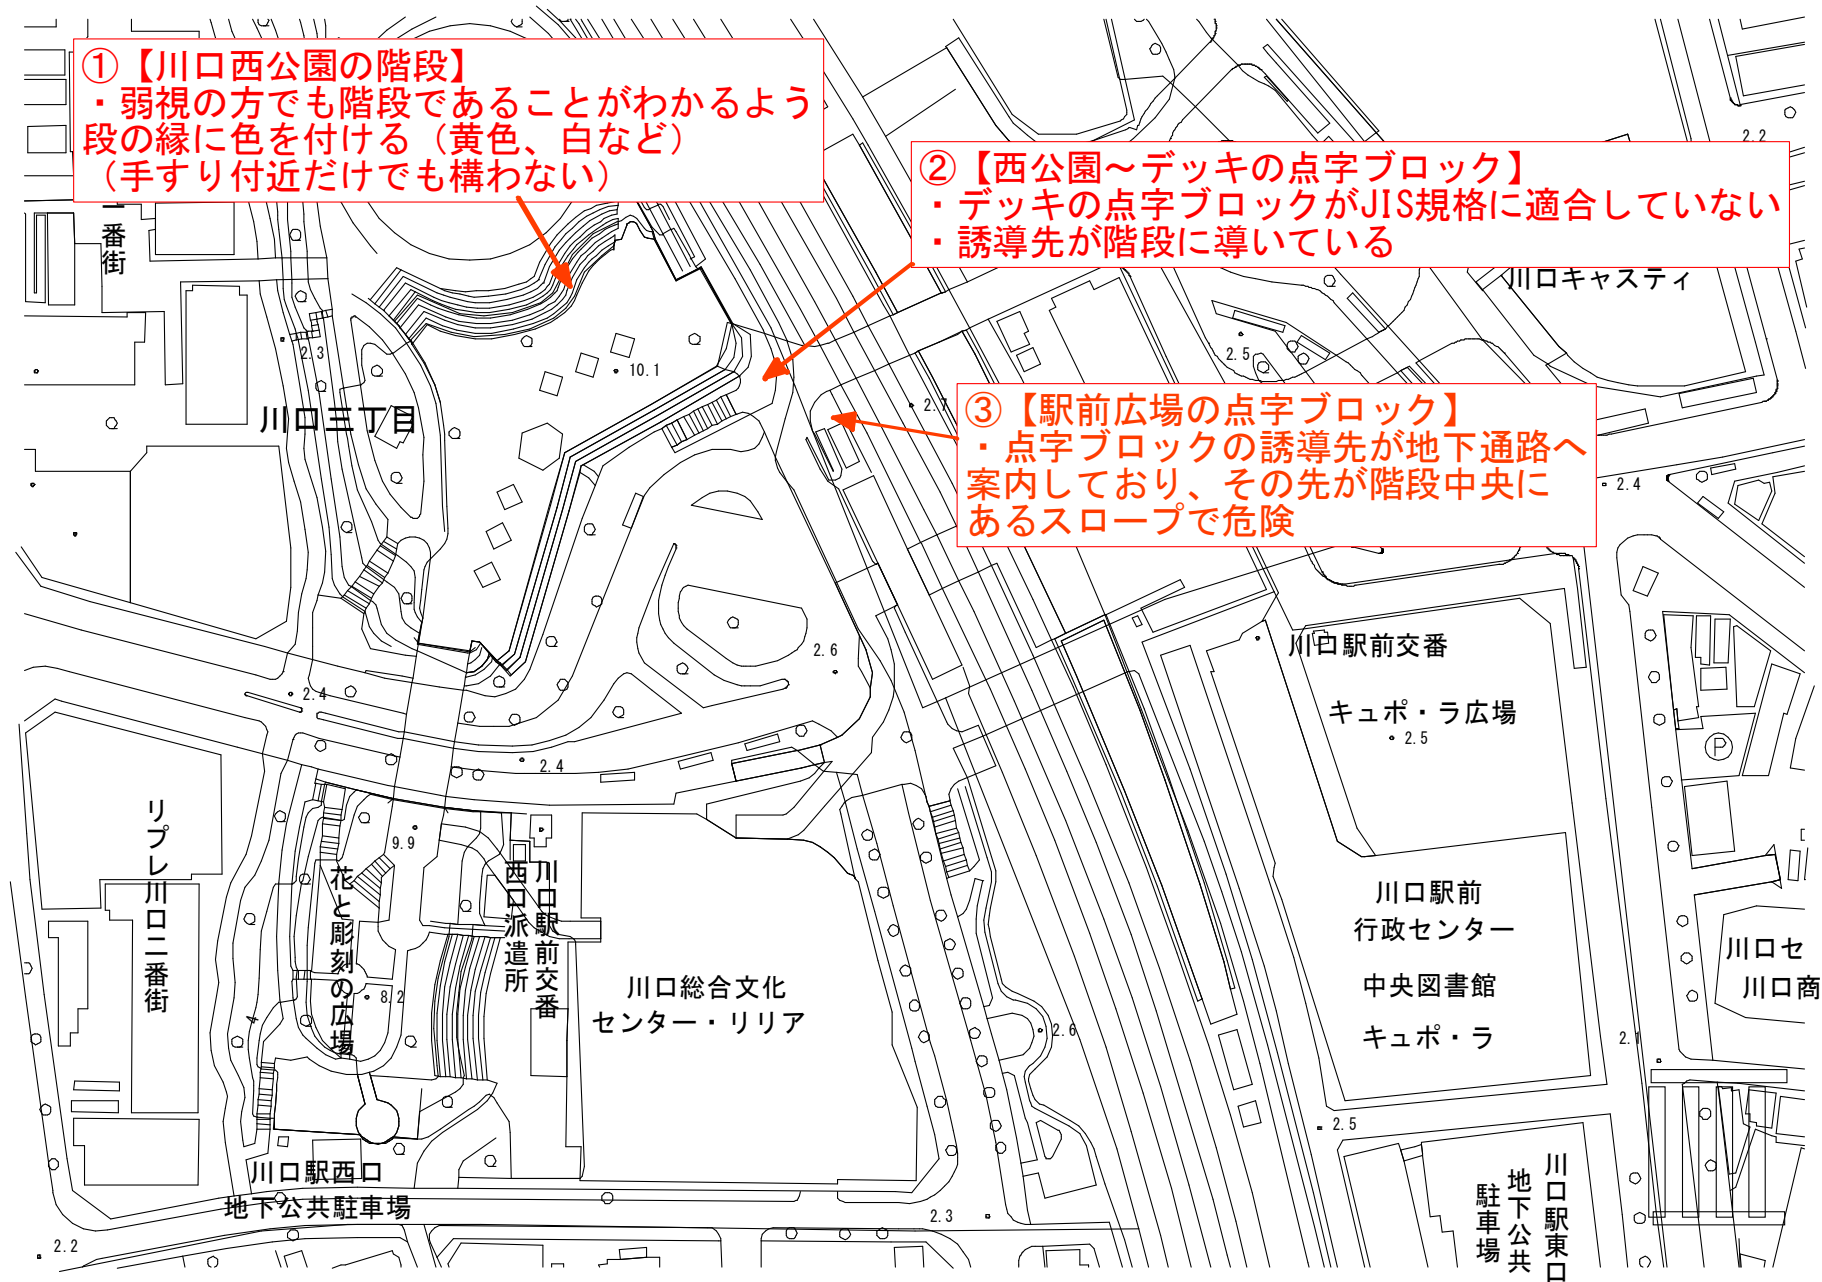 ①【川口西公園の階段】
・弱視の方でも階段であることがわかるよう
段の縁に色を付ける（黄色、白など）
（手すり付近だけでも構わない）
②【西公園～デッキの点字ブロック】
・デッキの点字ブロックがJIS規格に適合していない
・誘導先が階段に導いている
③【駅前広場の点字ブロック】
・点字ブロックの誘導先が地下通路へ
案内しており、その先が階段中央に
あるスロープで危険
2.2
番街
川口キャスティ
2.3
10.1
2.5
2.7
川口三丁目
2.4
2.6
川口駅前交番
2.4
キュポ・ラ広場
2.5
2.4
P
リプレ川口二番街
9.9
花と彫刻の広場
川口駅前交番
西口派遣所
川口駅前
行政センター
中央図書館
キュポ・ラ
川口セ
川口商
8.2
4
川口総合文化
センター・リリア
2.6
2.1
2.5
川口駅西口
地下公共駐車場
川口駅東口
地下公共
駐車場
2.3
2.2